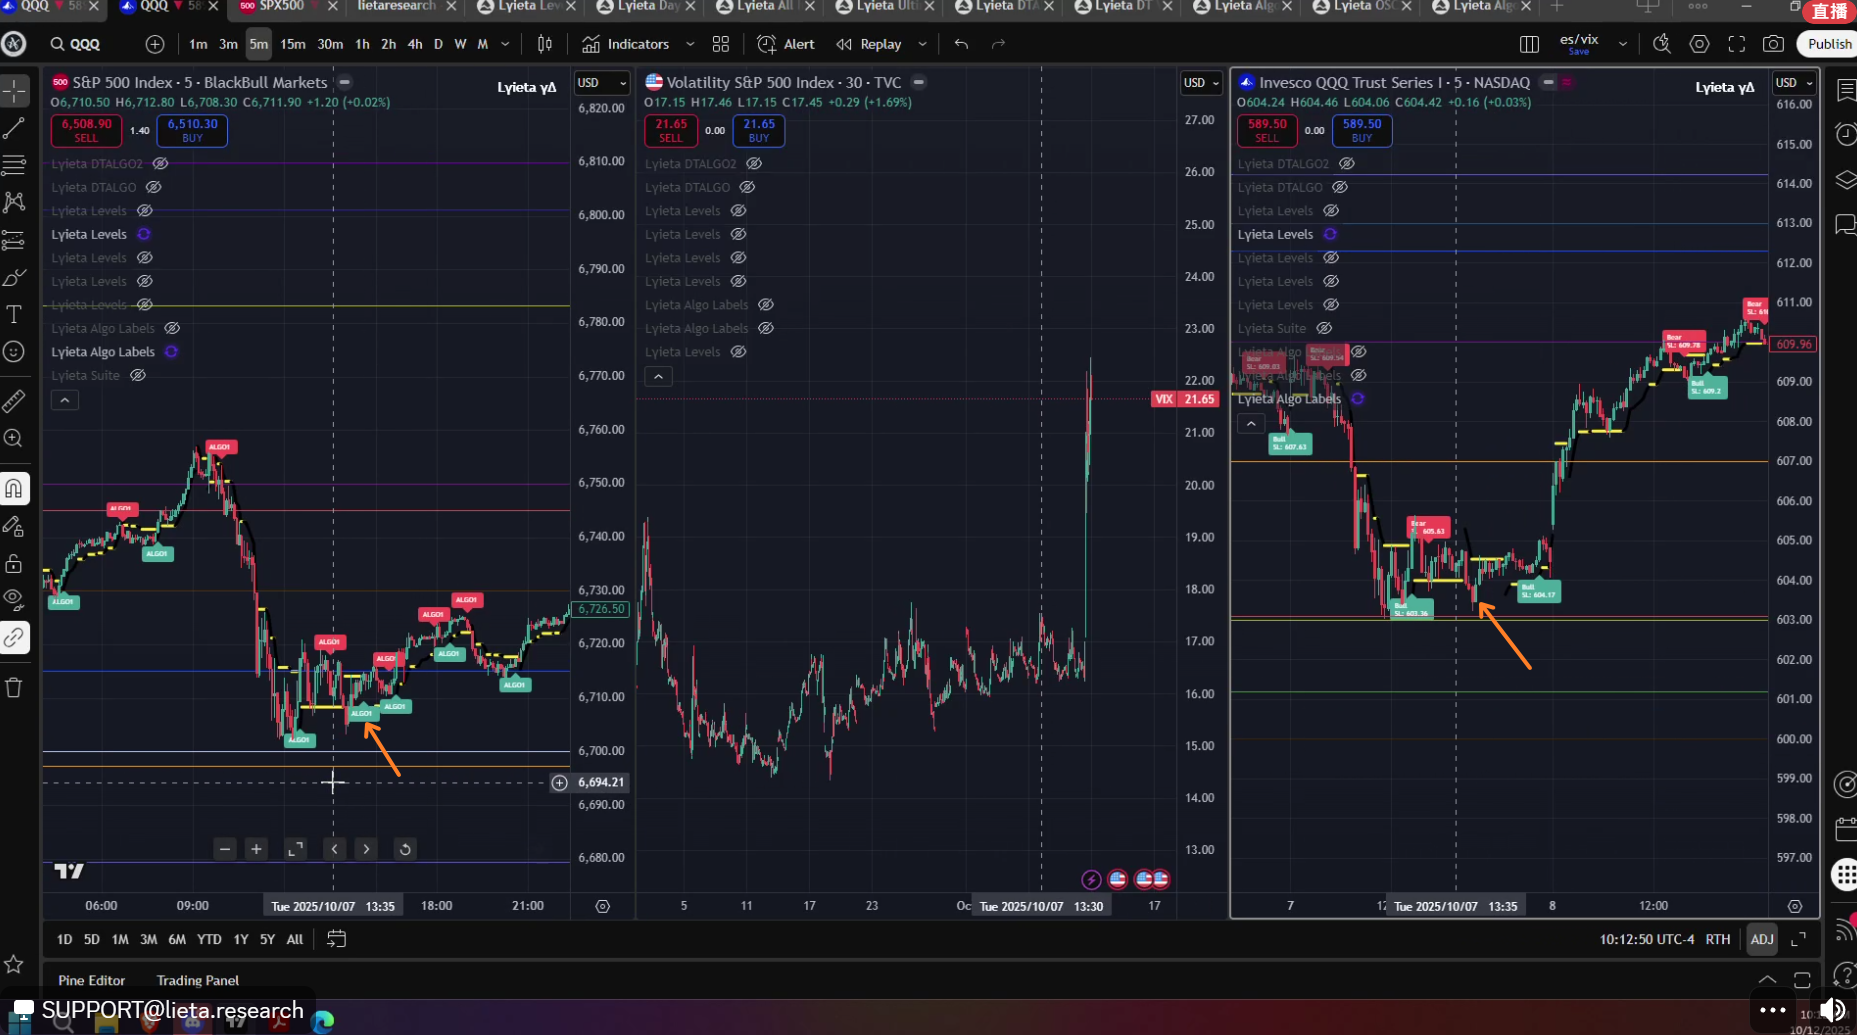 QQQ
QQQ
SPX500
lietaresearch
Lyieta Lev
Lyieta Day
Lyieta All I
Lyieta Ulti
Lyieta DTA
Lyieta DT
Lyieta Alg
Lyieta OSC
Lyieta Alg
直播
QQQ
1m 3m 5m 15m 30m 1h 2h 4h D W M
Indicators
Alert
Replay
es/vix
Save
Publish
S&P 500 Index · 5 · BlackBull Markets
USD
Lyieta γΔ
O6,710.50 H6,712.80 L6,708.30 C6,711.90 +1.20 (+0.02%)
6,508.90
SELL
1.40
6,510.30
BUY
Lyieta DTALGO2
Lyieta DTALGO
Lyieta Levels
Lyieta Levels
Lyieta Levels
Lyieta Levels
Lyieta Levels
Lyieta Algo Labels
Lyieta Algo Labels
Lyieta Suite
ALGO1
ALGO1
ALGO1
ALGO1
ALGO1
ALGO1
ALGO1
ALGO1
ALGO1
ALGO1
ALGO1
ALGO1
ALGO1
6,820.00
6,810.00
6,800.00
6,790.00
6,780.00
6,770.00
6,760.00
6,750.00
6,740.00
6,730.00
6,726.50
6,720.00
6,710.00
6,700.00
6,694.21
6,690.00
6,680.00
06:00 09:00 Tue 2025/10/07 13:35 18:00 21:00
Volatility S&P 500 Index · 30 · TVC
USD
O17.15 H17.46 L17.15 C17.45 +0.29 (+1.69%)
21.65
SELL
0.00
21.65
BUY
Lyieta DTALGO2
Lyieta DTALGO
Lyieta Levels
Lyieta Levels
Lyieta Levels
Lyieta Levels
Lyieta Algo Labels
Lyieta Algo Labels
Lyieta Levels
27.00
26.00
25.00
24.00
23.00
22.00
VIX 21.65
21.00
20.00
19.00
18.00
17.00
16.00
15.00
14.00
13.00
5 11 17 23 Oc Tue 2025/10/07 13:30 17
Invesco QQQ Trust Series I · 5 · NASDAQ
USD
Lyieta γΔ
O604.24 H604.46 L604.06 C604.42 +0.16 (+0.03%)
589.50
SELL
0.00
589.50
BUY
Lyieta DTALGO2
Lyieta DTALGO
Lyieta Levels
Lyieta Levels
Lyieta Levels
Lyieta Levels
Lyieta Levels
Lyieta Suite
Lyieta Algo Labels
Bull
SL: 607.63
Bear
SL: 605.63
Bull
SL: 603.36
Bull
SL: 604.17
Bear
SL: 609.78
Bull
SL: 609.2
Bear
616.00
615.00
614.00
613.00
612.00
611.00
609.96
609.00
608.00
607.00
606.00
605.00
604.00
603.00
602.00
601.00
600.00
599.00
598.00
597.00
7 12 Tue 2025/10/07 13:35 8 12:00
1D 5D 1M 3M 6M YTD 1Y 5Y All
10:12:50 UTC-4 RTH ADJ
Pine Editor Trading Panel
SUPPORT@lieta.research